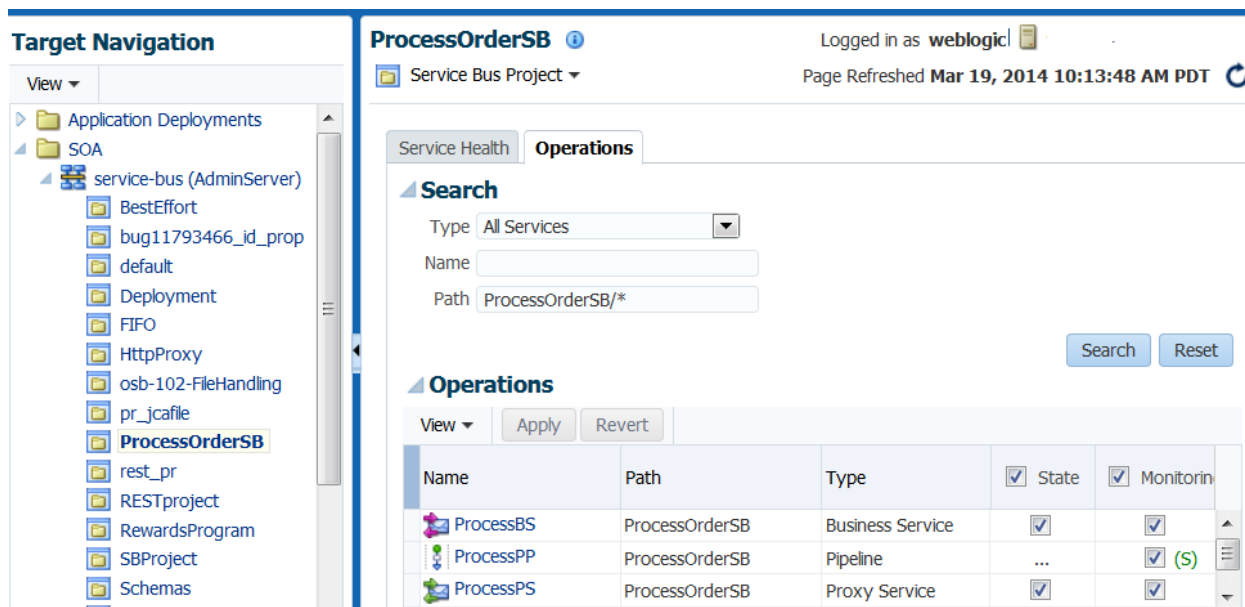 Target Navigation
View
Application Deployments
SOA
service-bus (AdminServer)
BestEffort
bug11793466_id_prop
default
Deployment
FIFO
HttpProxy
osb-102-FileHandling
pr_jcafile
ProcessOrderSB
rest_pr
RESTproject
RewardsProgram
SBProject
Schemas
ProcessOrderSB
Logged in as weblogic
Service Bus Project
Page Refreshed Mar 19, 2014 10:13:48 AM PDT
Service Health Operations
Search
Type All Services
Name
Path ProcessOrderSB/*
Search Reset
Operations
View Apply Revert
Name Path Type State Monitorin
ProcessBS ProcessOrderSB Business Service
ProcessPP ProcessOrderSB Pipeline ... (S)
ProcessPS ProcessOrderSB Proxy Service